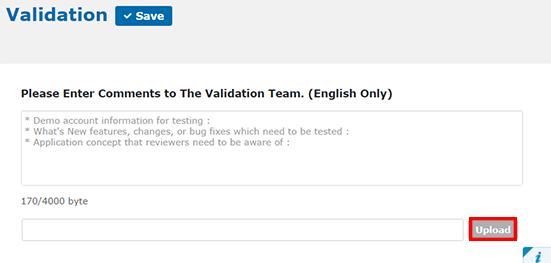 Validation
Save
Please Enter Comments to The Validation Team. (English Only)
* Demo account information for testing :
* What's New features, changes, or bug fixes which need to be tested :
* Application concept that reviewers need to be aware of :
170/4000 byte
Upload
i